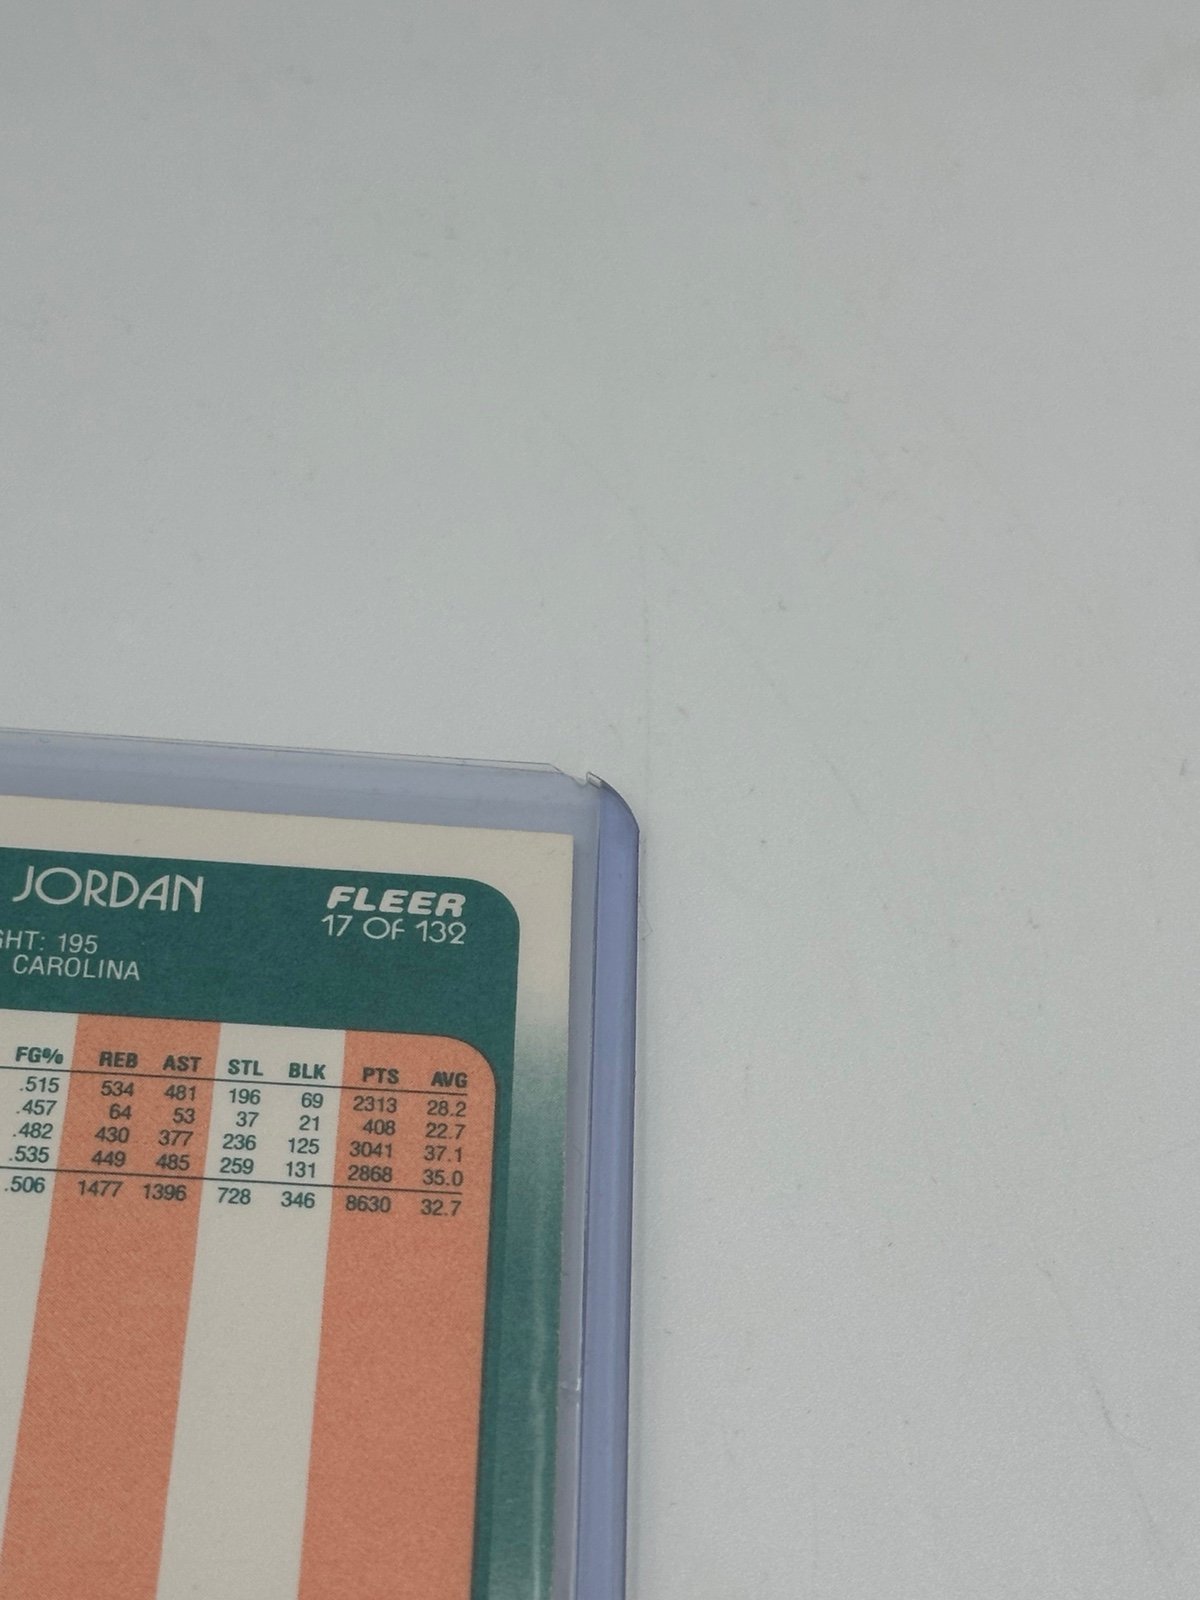 JORDAN
FLEER
17 OF 132
GHT: 195
CAROLINA
FG% REB AST STL BLK PTS AVG
.515 534 481 196 69 2313 28.2
.457 64 53 37 21 408 22.7
.482 430 377 236 125 3041 37.1
.535 449 485 259 131 2868 35.0
.506 1477 1396 728 346 8630 32.7